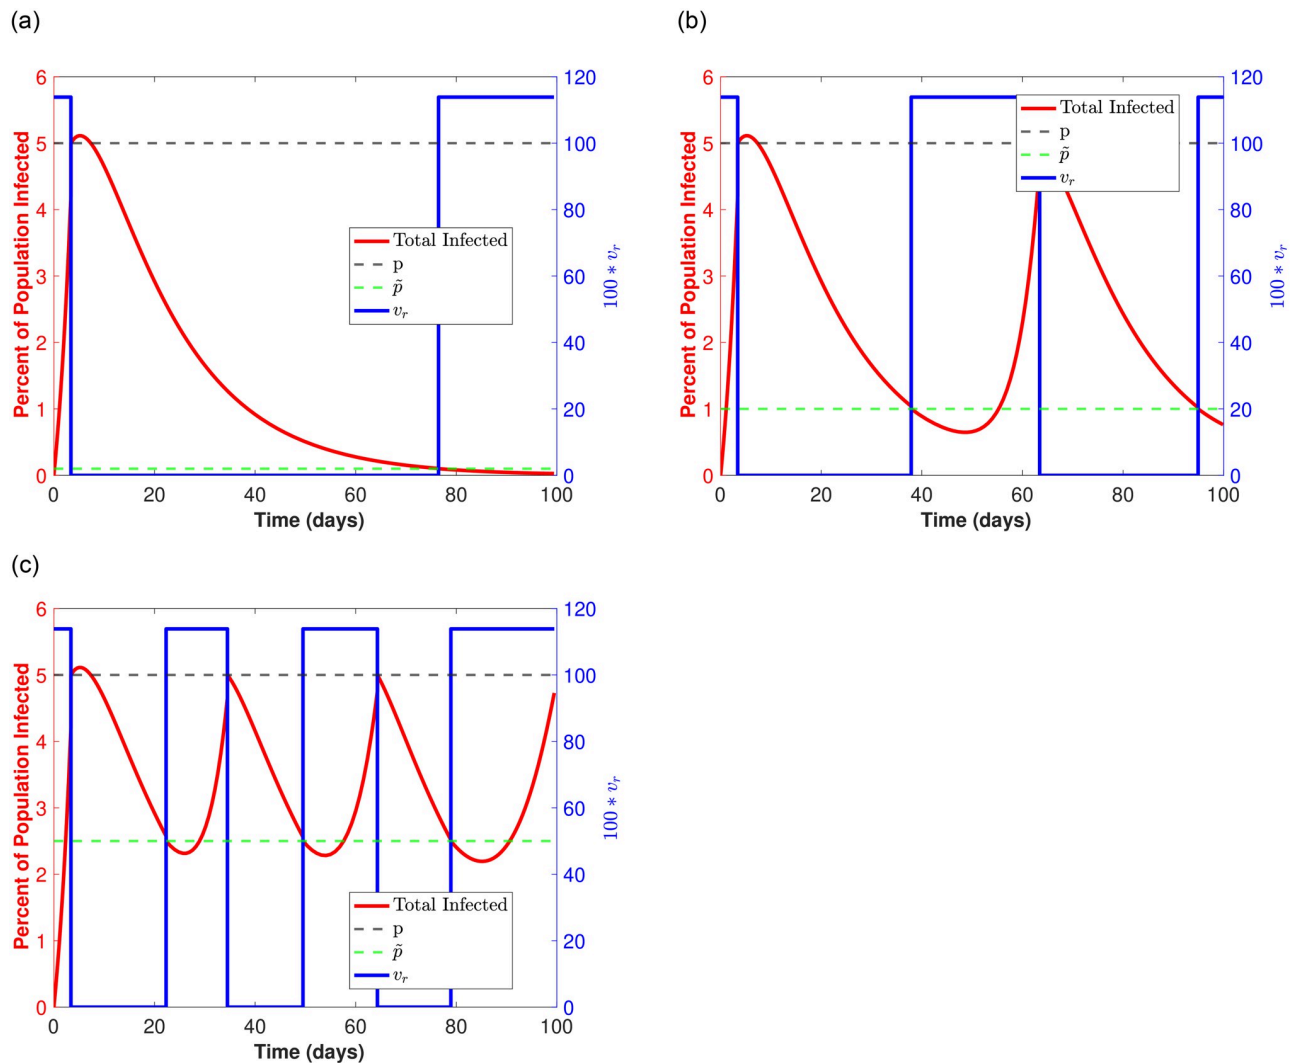 (a)
Percent of Population Infected
6
5
4
3
2
1
0
120
100
80
60
40
20
0
100 * v_r
Total Infected
p
p̃
v_r
0 20 40 60 80 100
Time (days)
(b)
Percent of Population Infected
6
5
4
3
2
1
0
120
100
80
60
40
20
0
100 * v_r
Total Infected
p
p̃
v_r
0 20 40 60 80 100
Time (days)
(c)
Percent of Population Infected
6
5
4
3
2
1
0
120
100
80
60
40
20
0
100 * v_r
Total Infected
p
p̃
v_r
0 20 40 60 80 100
Time (days)